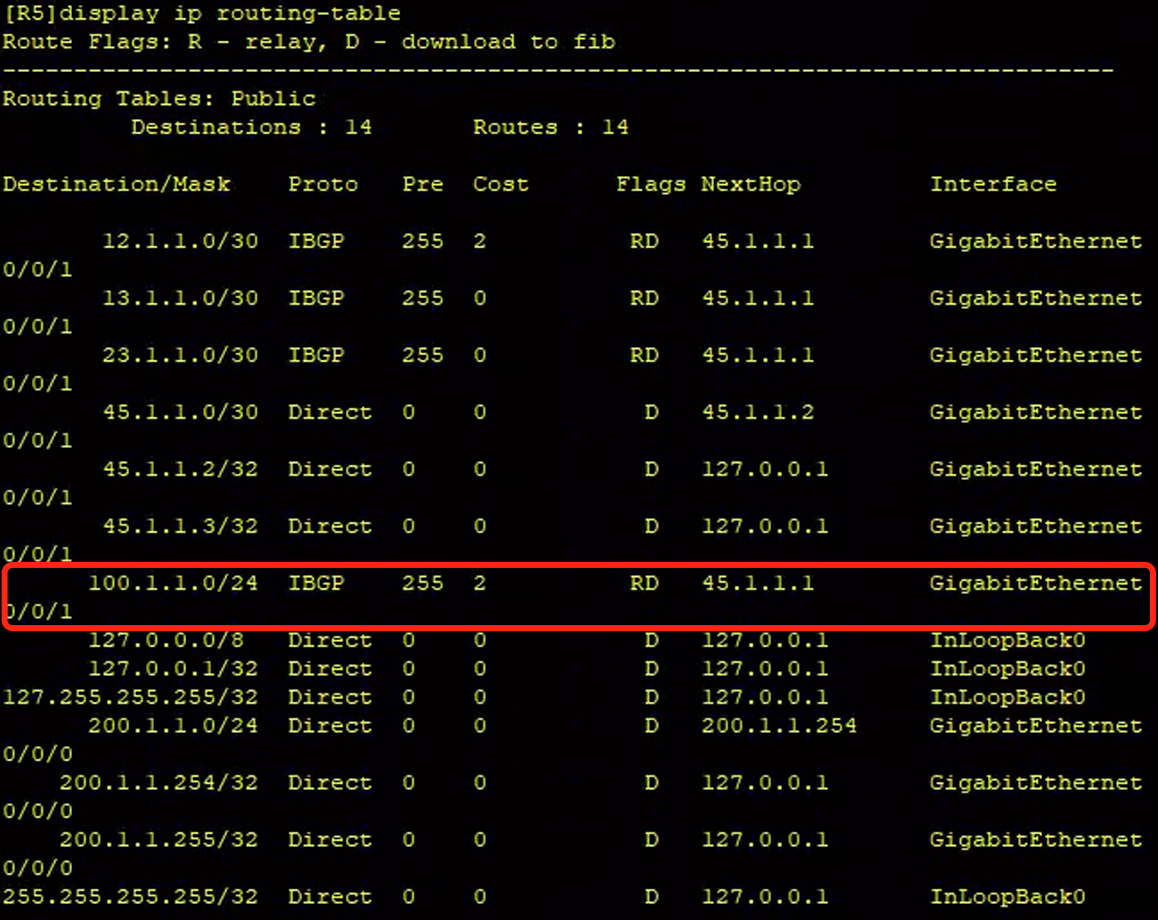 [R5]display ip routing-table
Route Flags: R - relay, D - download to fib
------------------------------------------------------------------------------
Routing Tables: Public
         Destinations : 14       Routes : 14

Destination/Mask    Proto   Pre  Cost      Flags NextHop         Interface

       12.1.1.0/30  IBGP    255  2          RD   45.1.1.1        GigabitEthernet
0/0/1
       13.1.1.0/30  IBGP    255  0          RD   45.1.1.1        GigabitEthernet
0/0/1
       23.1.1.0/30  IBGP    255  0          RD   45.1.1.1        GigabitEthernet
0/0/1
       45.1.1.0/30  Direct  0    0           D   45.1.1.2        GigabitEthernet
0/0/1
       45.1.1.2/32  Direct  0    0           D   127.0.0.1       GigabitEthernet
0/0/1
       45.1.1.3/32  Direct  0    0           D   127.0.0.1       GigabitEthernet
0/0/1
      100.1.1.0/24  IBGP    255  2          RD   45.1.1.1        GigabitEthernet
0/0/1
      127.0.0.0/8   Direct  0    0           D   127.0.0.1       InLoopBack0
      127.0.0.1/32  Direct  0    0           D   127.0.0.1       InLoopBack0
127.255.255.255/32  Direct  0    0           D   127.0.0.1       InLoopBack0
      200.1.1.0/24  Direct  0    0           D   200.1.1.254     GigabitEthernet
0/0/0
    200.1.1.254/32  Direct  0    0           D   127.0.0.1       GigabitEthernet
0/0/0
    200.1.1.255/32  Direct  0    0           D   127.0.0.1       GigabitEthernet
0/0/0
255.255.255.255/32  Direct  0    0           D   127.0.0.1       InLoopBack0